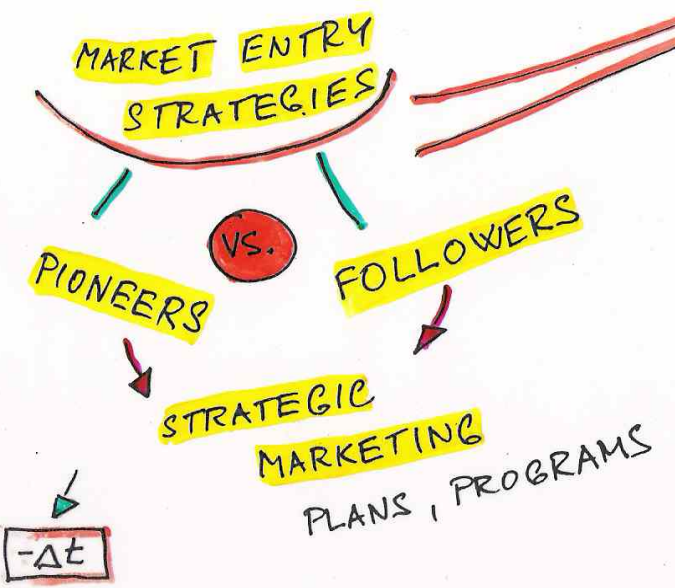 MARKET ENTRY
STRATEGIES
VS.
PIONEERS
FOLLOWERS
STRATEGIC
MARKETING
PLANS, PROGRAMS
-Δt